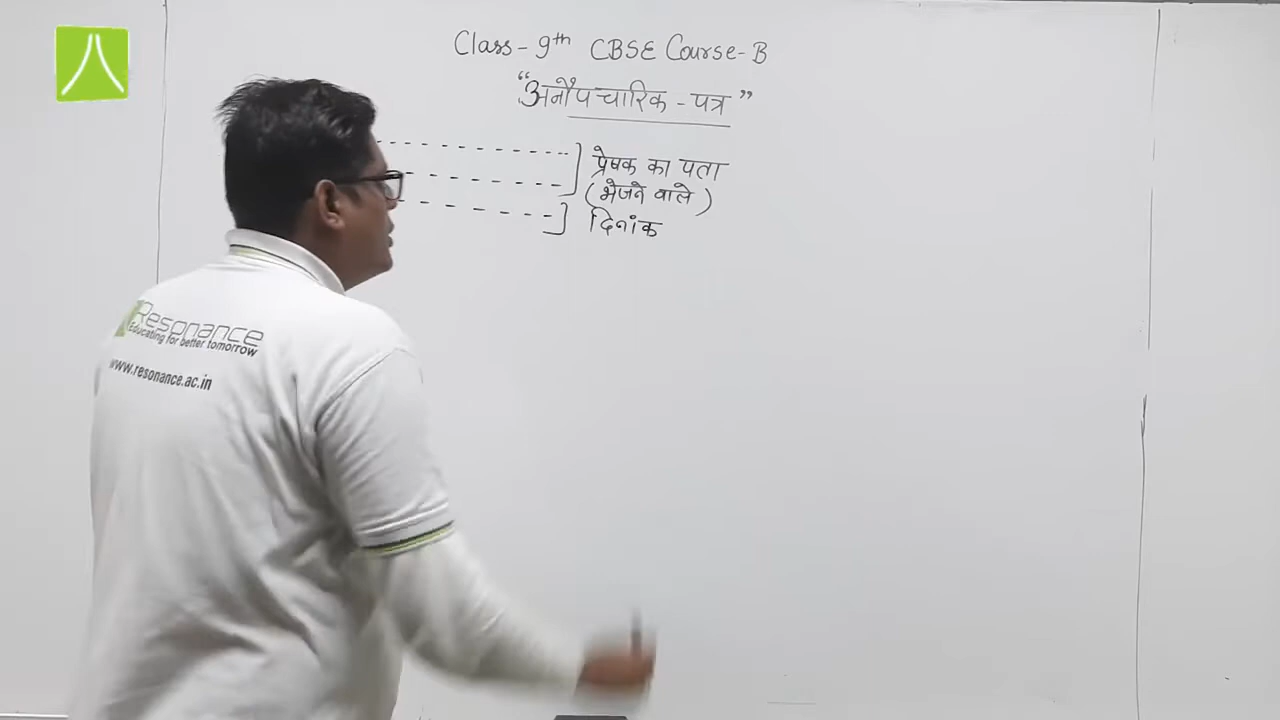 Class - 9th CBSE Course - B
"अनौपचारिक - पत्र"
प्रेषक का पता
(भेजने वाले)
दिनांक
Resonance
Educating for better tomorrow
www.resonance.ac.in